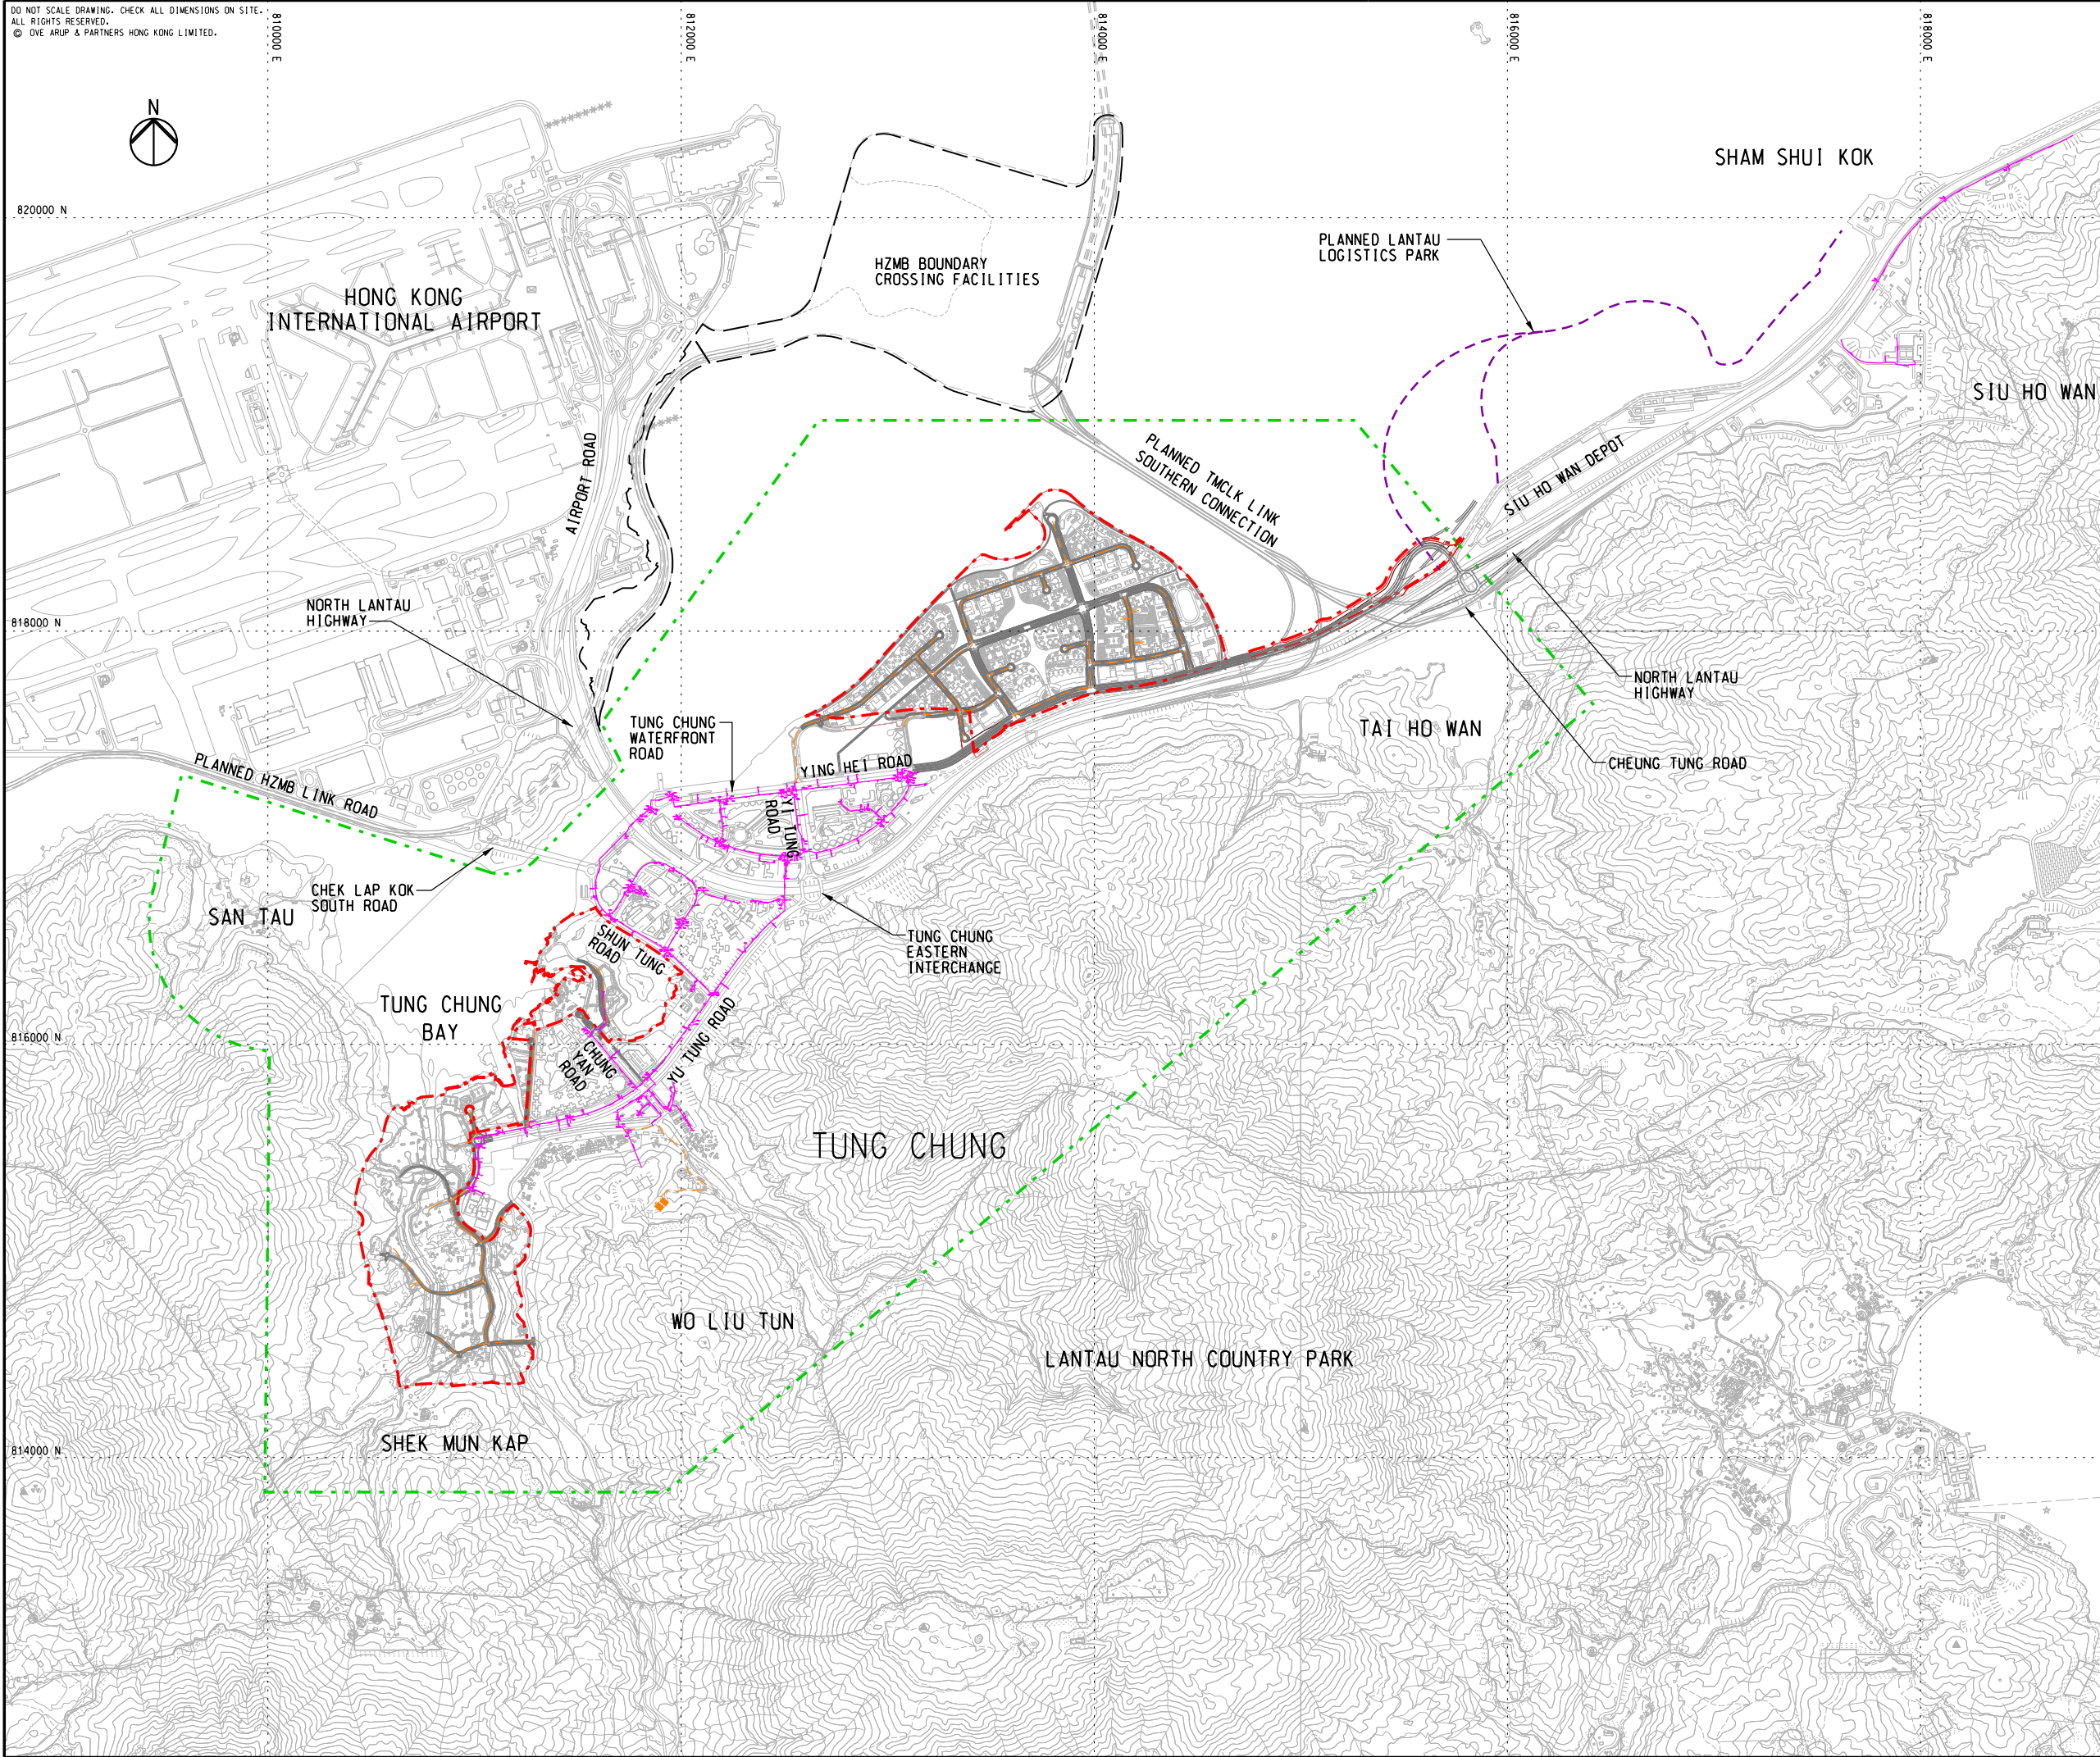 DO NOT SCALE DRAWING. CHECK ALL DIMENSIONS ON SITE.
ALL RIGHTS RESERVED.
© OVE ARUP & PARTNERS HONG KONG LIMITED.
810000 E
812000 E
814000 E
816000 E
818000 E
N
SHAM SHUI KOK
820000 N
PLANNED LANTAU
LOGISTICS PARK
HZMB BOUNDARY
CROSSING FACILITIES
HONG KONG
INTERNATIONAL AIRPORT
SIU HO WAN
AIRPORT ROAD
PLANNED TMCLK LINK
SOUTHERN CONNECTION
SIU HO WAN DEPOT
NORTH LANTAU
HIGHWAY
818000 N
NORTH LANTAU
HIGHWAY
TUNG CHUNG
WATERFRONT
ROAD
TAI HO WAN
YING HEI ROAD
CHEUNG TUNG ROAD
PLANNED HZMB LINK ROAD
YI TUNG
ROAD
CHEK LAP KOK
SOUTH ROAD
SAN TAU
SHUN TUNG
ROAD
TUNG CHUNG
EASTERN
INTERCHANGE
TUNG CHUNG
BAY
816000 N
YU TUNG ROAD
CHUNG
YAN
ROAD
TUNG CHUNG
WO LIU TUN
LANTAU NORTH COUNTRY PARK
SHEK MUN KAP
814000 N